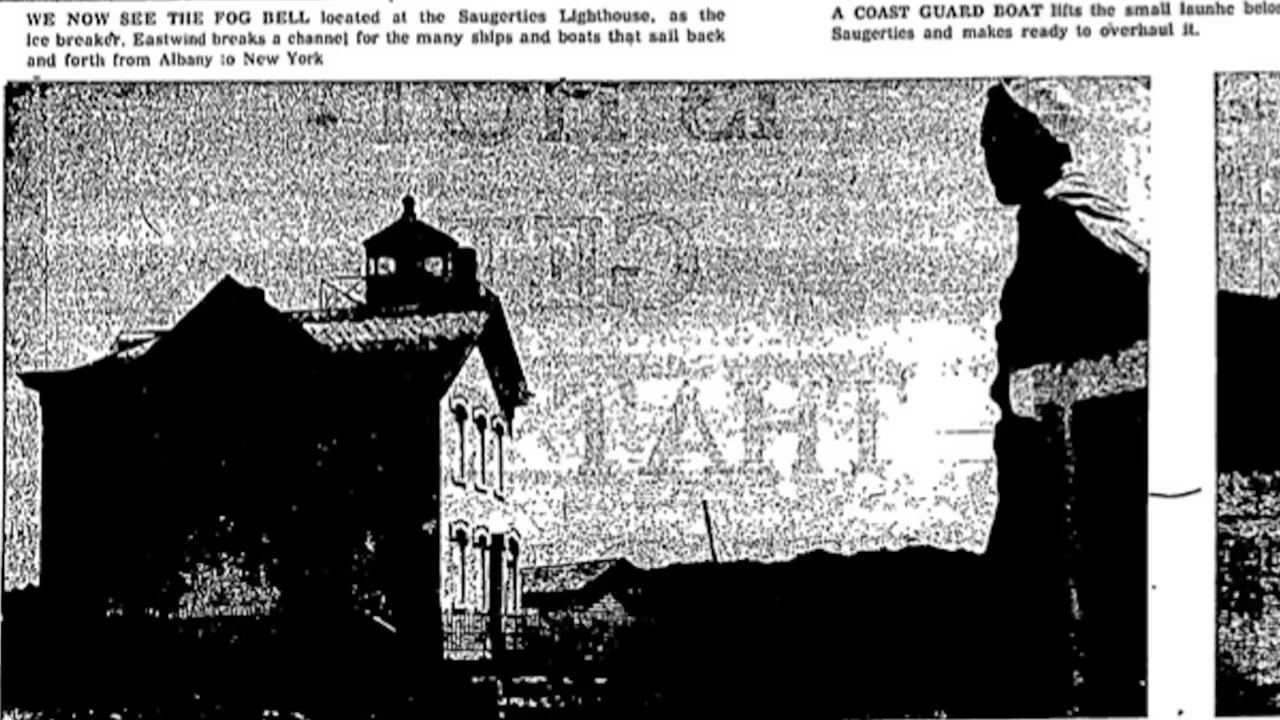 WE NOW SEE THE FOG BELL located at the Saugerties Lighthouse, as the
ice breaker, Eastwind breaks a channel for the many ships and boats that sail back
and forth from Albany to New York
A COAST GUARD BOAT lifts the small launhe below
Saugerties and makes ready to overhaul it.
THAT